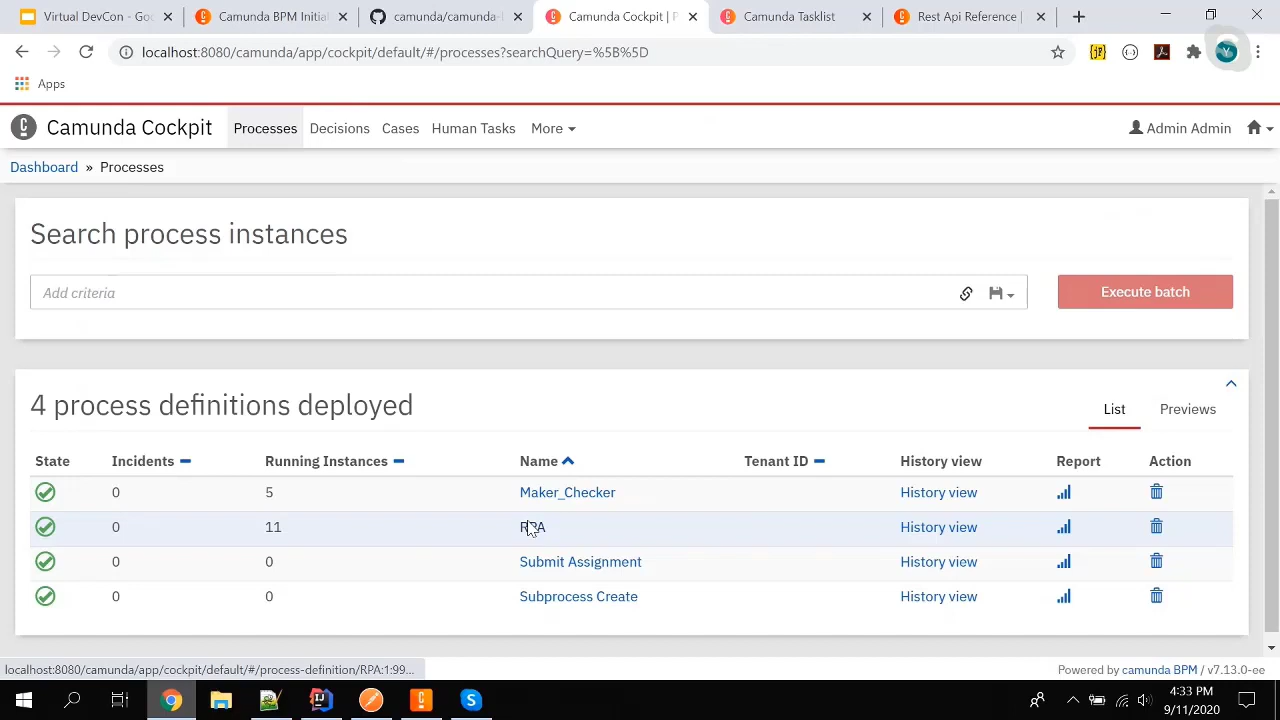 Virtual DevCon - Go
Camunda BPM Initia
camunda/camunda-
Camunda Cockpit | P
Camunda Tasklist
Rest Api Reference |
localhost:8080/camunda/app/cockpit/default/#/processes?searchQuery=%5B%5D
Y
Apps
Camunda Cockpit
Processes
Decisions
Cases
Human Tasks
More
Admin Admin
Dashboard » Processes
Search process instances
Add criteria
Execute batch
4 process definitions deployed
List
Previews
State Incidents Running Instances Name Tenant ID History view Report Action
0 5 Maker_Checker History view
0 11 RPA History view
0 0 Submit Assignment History view
0 0 Subprocess Create History view
localhost:8080/camunda/app/cockpit/default/#/process-definition/RPA:1:99...
Powered by camunda BPM / v7.13.0-ee
4:33 PM
9/11/2020